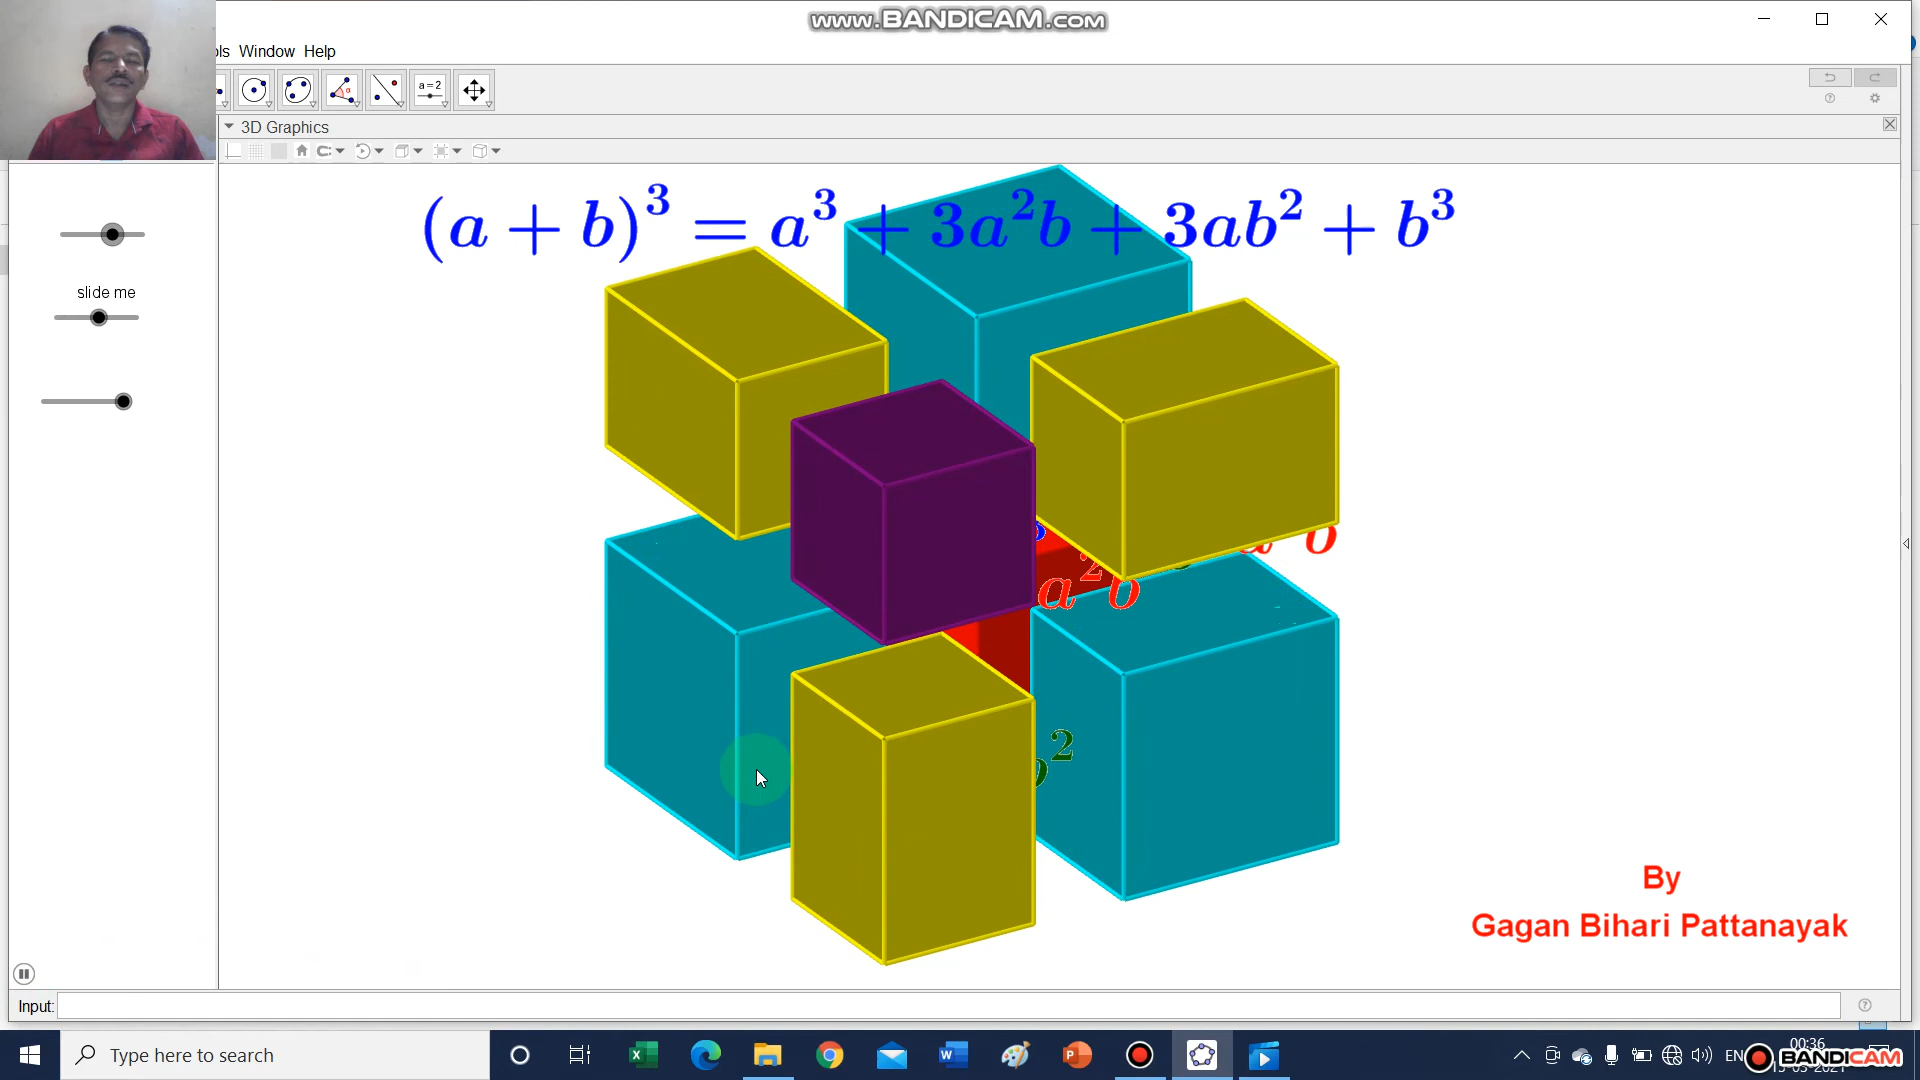 www.BANDICAM.com
Window Help
a=2
3D Graphics
(a + b)³ = a³ + 3a²b + 3ab² + b³
slide me
a²b
By
Gagan Bihari Pattanayak
Input:
Type here to search
EN
00:36
BANDICAM